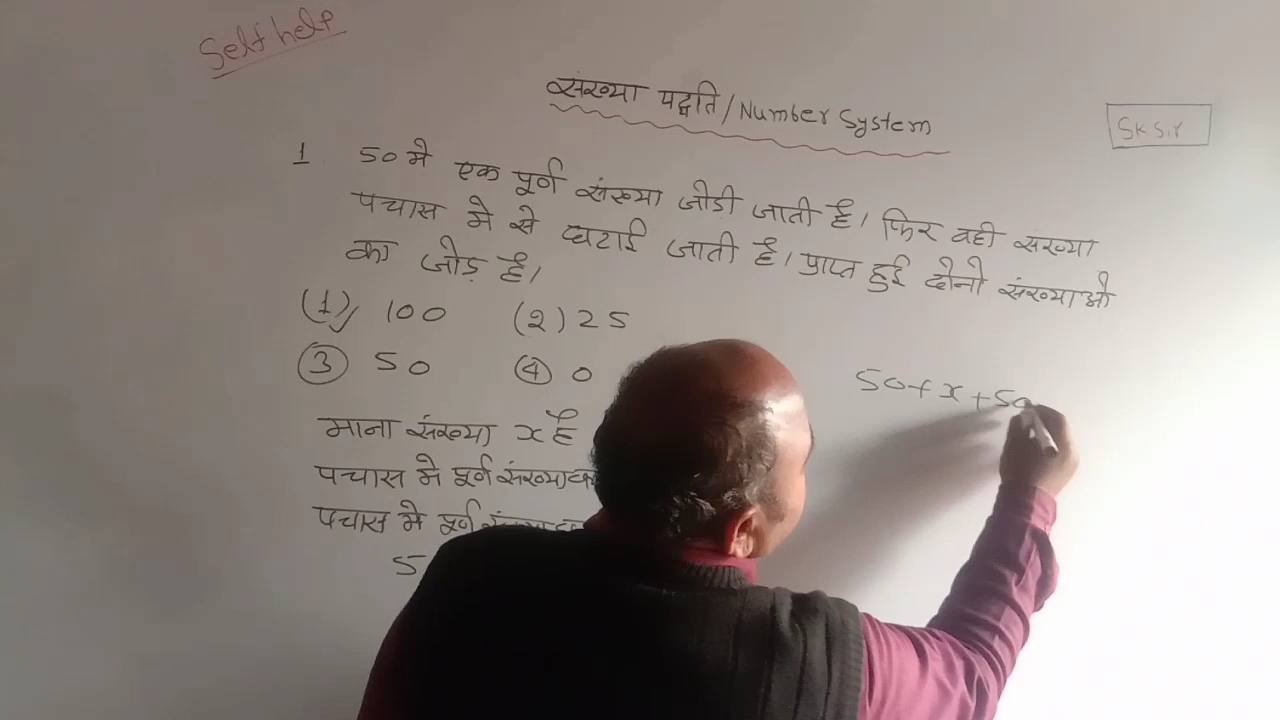 Self help
संख्या पद्धति / Number System
SK Sir
1 50 मे एक पूर्ण संख्या जोडी जाती है। फिर वही संख्या
पचास मे से घटाई जाती है। प्राप्त हुई दोनो संख्याओ
का जोड़ है।
(1) 100 (2) 25
(3) 50 (4) 0
माना संख्या x है
पचास मे पूर्ण संख्या
पचास मे पूर्ण
5
50+x+50